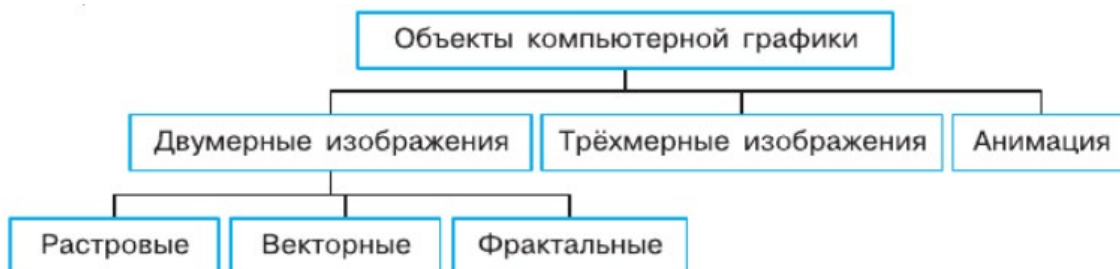 Объекты компьютерной графики
Двумерные изображения
Трёхмерные изображения
Анимация
Растровые
Векторные
Фрактальные